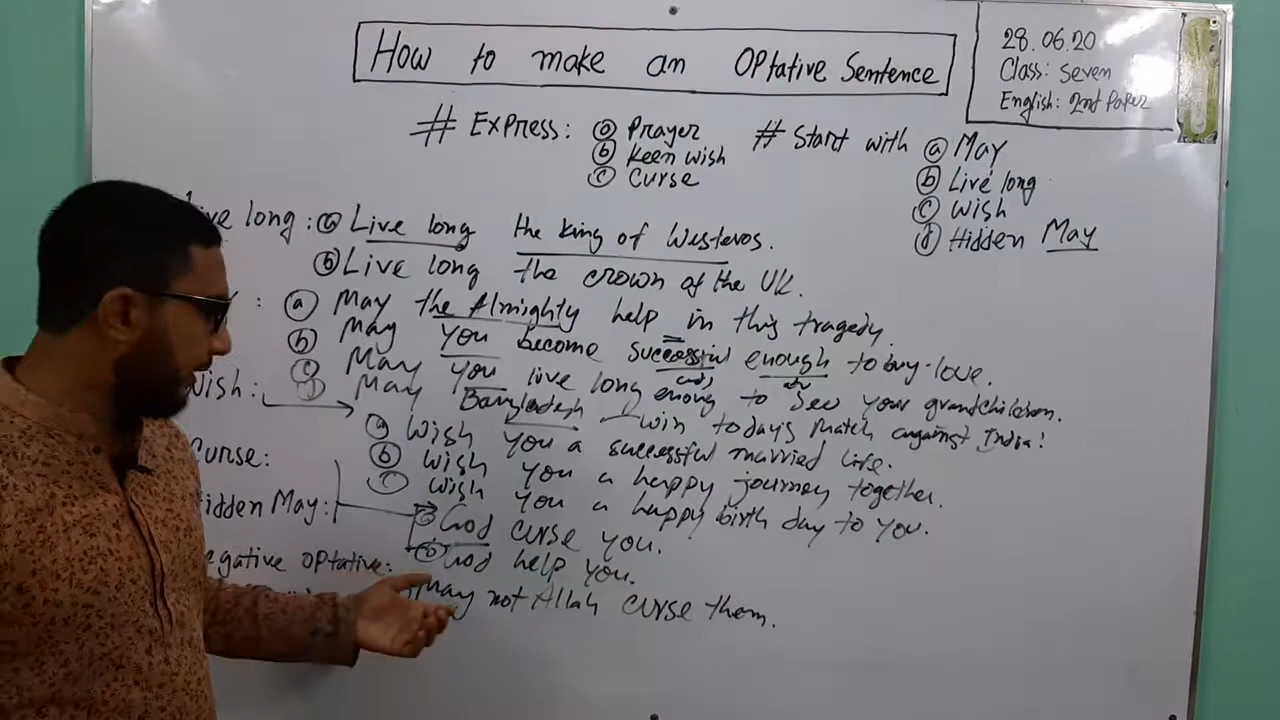 How to make an Optative Sentence
28.06.20
Class: Seven
English: 2nd Paper
# Express: (a) Prayer
(b) Keen wish
(c) Curse
# Start with (a) May
(b) Live long
(c) Wish
(d) Hidden May
long: (a) Live long the king of Westeros.
(b) Live long the crown of the UK.
: (a) May the Almighty help in this tragedy.
(b) May you become successful enough to buy love.
(c) May you live long enoug to see your grandchildren.
(d) May Bangladesh win today's match against India!
Wish:
(a) Wish you a successful married life.
(b) Wish you a happy journey together.
(c) Wish you a happy birth day to you.
Curse:
Hidden May:
(a) God curse you.
(b) God help you.
Negative Optative:
May not Allah curse them.